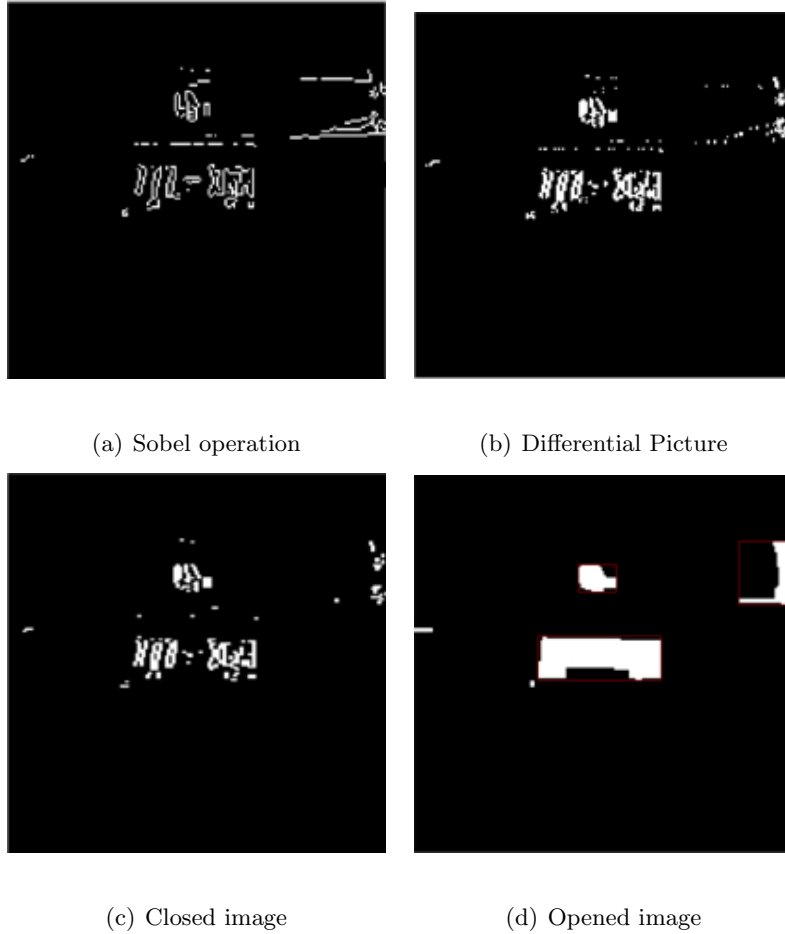 (a) Sobel operation
(b) Differential Picture
(c) Closed image
(d) Opened image